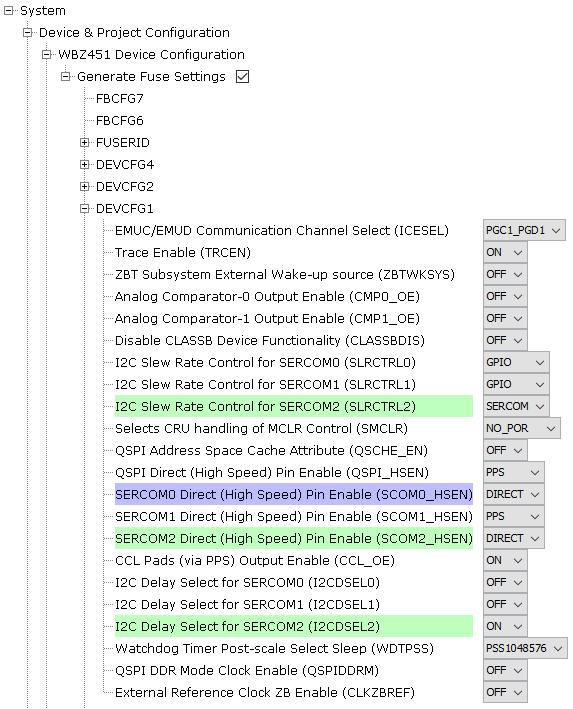 System
Device & Project Configuration
WBZ451 Device Configuration
Generate Fuse Settings
FBCFG7
FBCFG6
FUSERID
DEVCFG4
DEVCFG2
DEVCFG1
EMUC/EMUD Communication Channel Select (ICESEL) PGC1_PGD1
Trace Enable (TRCEN) ON
ZBT Subsystem External Wake-up source (ZBTWKSYS) OFF
Analog Comparator-0 Output Enable (CMP0_OE) OFF
Analog Comparator-1 Output Enable (CMP1_OE) OFF
Disable CLASSB Device Functionality (CLASSBDIS) OFF
I2C Slew Rate Control for SERCOM0 (SLRCTRL0) GPIO
I2C Slew Rate Control for SERCOM1 (SLRCTRL1) GPIO
I2C Slew Rate Control for SERCOM2 (SLRCTRL2) SERCOM
Selects CRU handling of MCLR Control (SMCLR) NO_POR
QSPI Address Space Cache Attribute (QSCHE_EN) OFF
QSPI Direct (High Speed) Pin Enable (QSPI_HSEN) PPS
SERCOM0 Direct (High Speed) Pin Enable (SCOM0_HSEN) DIRECT
SERCOM1 Direct (High Speed) Pin Enable (SCOM1_HSEN) PPS
SERCOM2 Direct (High Speed) Pin Enable (SCOM2_HSEN) DIRECT
CCL Pads (via PPS) Output Enable (CCL_OE) ON
I2C Delay Select for SERCOM0 (I2CDSEL0) OFF
I2C Delay Select for SERCOM1 (I2CDSEL1) OFF
I2C Delay Select for SERCOM2 (I2CDSEL2) ON
Watchdog Timer Post-scale Select Sleep (WDTPSS) PSS1048576
QSPI DDR Mode Clock Enable (QSPIDDRM) OFF
External Reference Clock ZB Enable (CLKZBREF) OFF